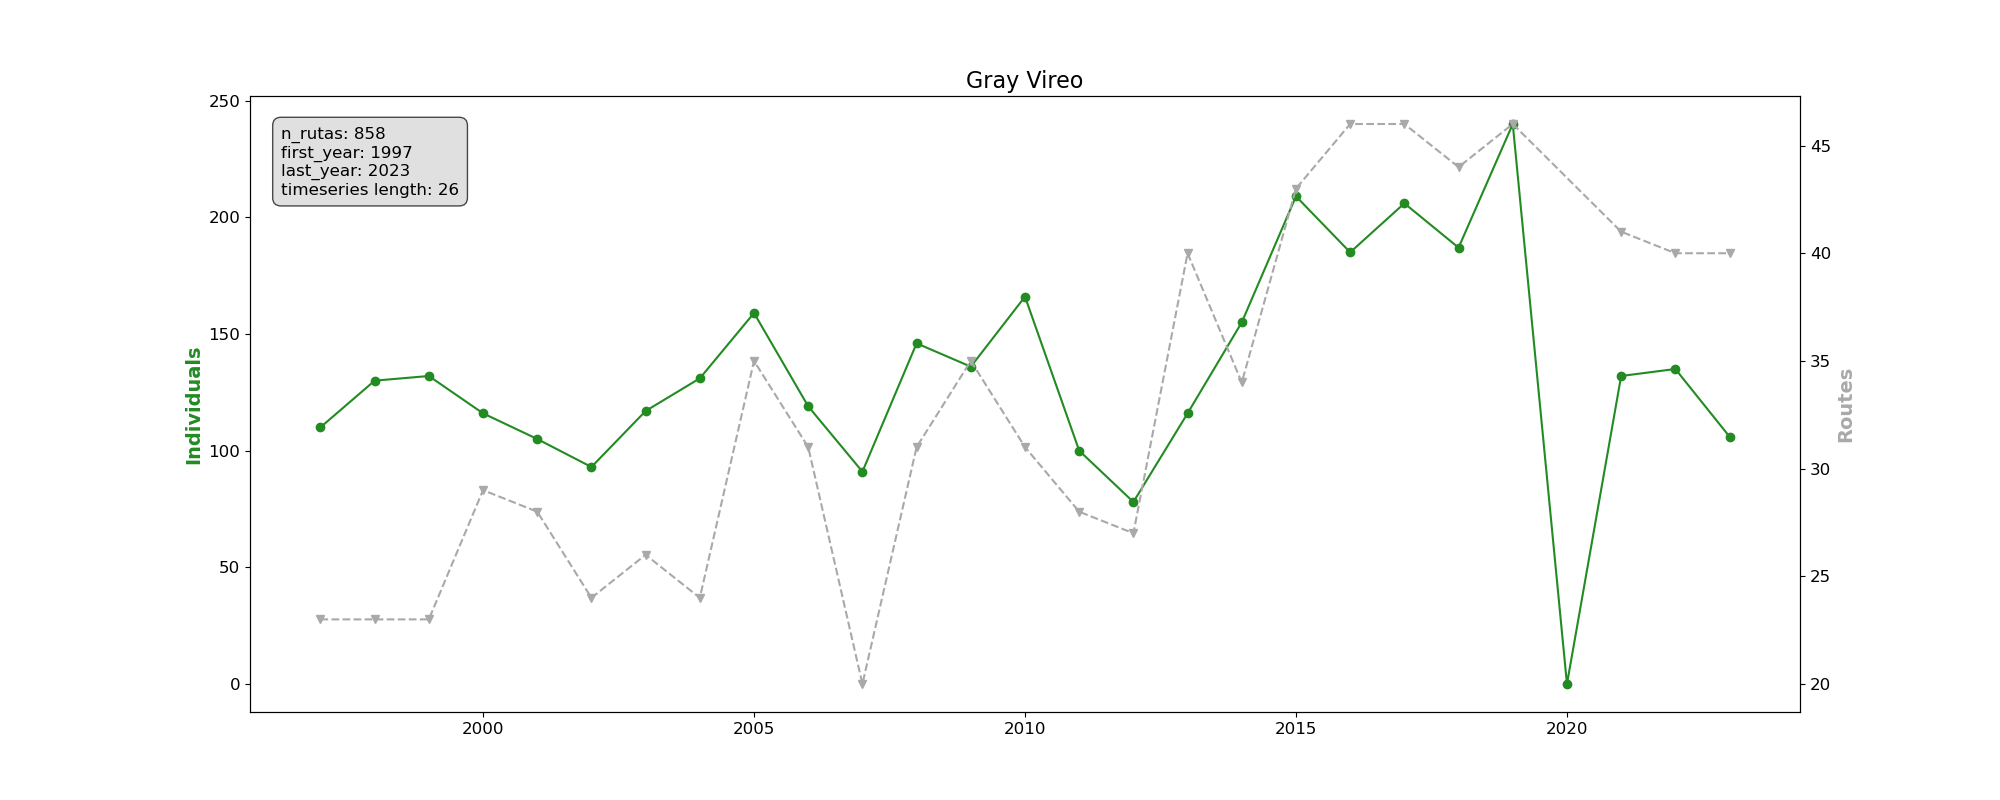 Gray Vireo
n_rutas: 858
first_year: 1997
last_year: 2023
timeseries length: 26
Individuals
250
200
150
100
50
0
45
40
35
30
25
20
Routes
2000 2005 2010 2015 2020